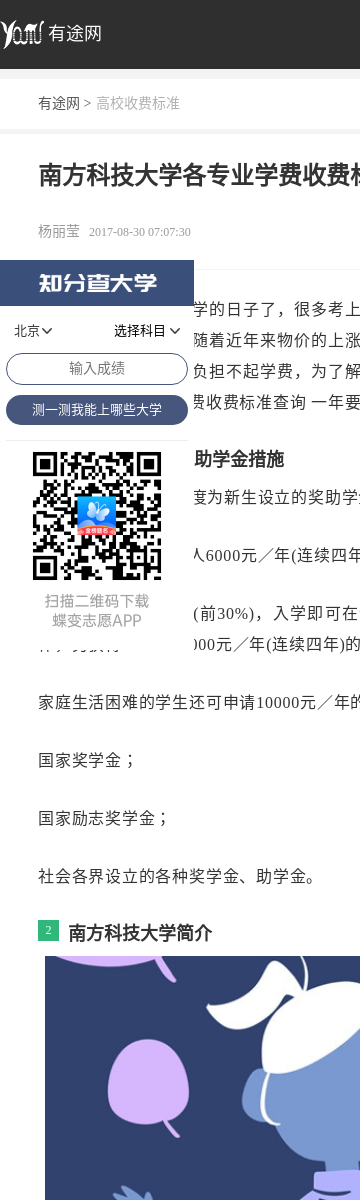 有途网
有途网 > 高校收费标准
南方科技大学各专业学费收费
杨丽莹 2017-08-30 07:07:30
知分查大学
学的日子了，很多考上
北京 选择科目
随着近年来物价的上涨
输入成绩
负担不起学费，为了解
测一测我能上哪些大学
费收费标准查询 一年要
助学金措施
度为新生设立的奖助学
人6000元／年(连续四年
扫描二维码下载
蝶变志愿APP
(前30%)，入学即可在
000元／年(连续四年)的
家庭生活困难的学生还可申请10000元／年的
国家奖学金；
国家励志奖学金；
社会各界设立的各种奖学金、助学金。
2 南方科技大学简介